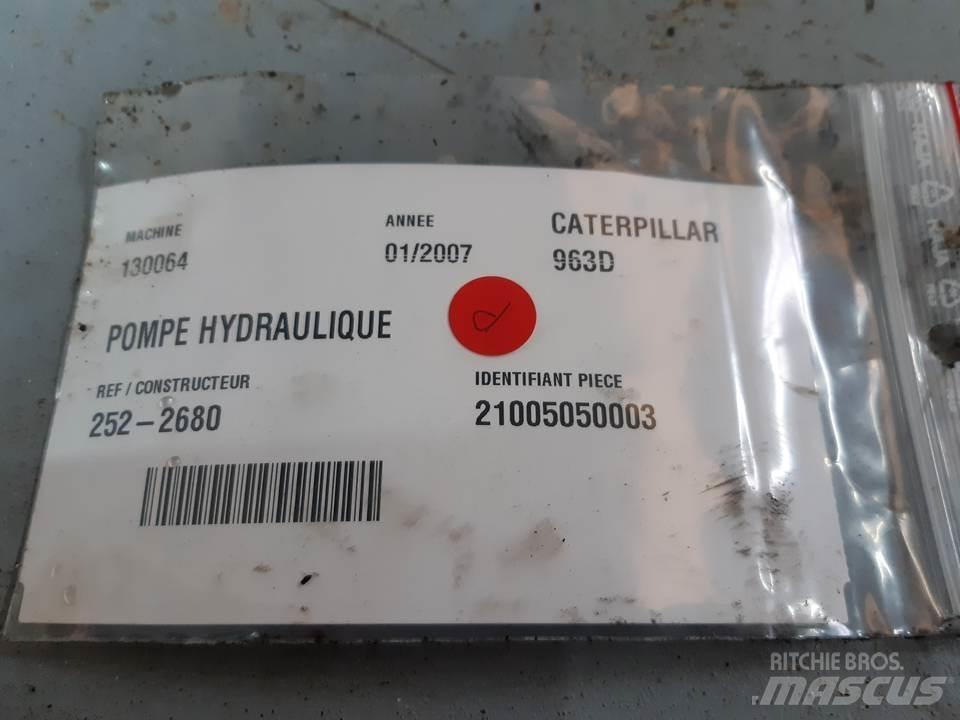 MACHINE
130064
ANNEE
01/2007
CATERPILLAR
963D
POMPE HYDRAULIQUE
REF / CONSTRUCTEUR
252-2680
IDENTIFIANT PIECE
21005050003
RITCHIE BROS.
MASCUS